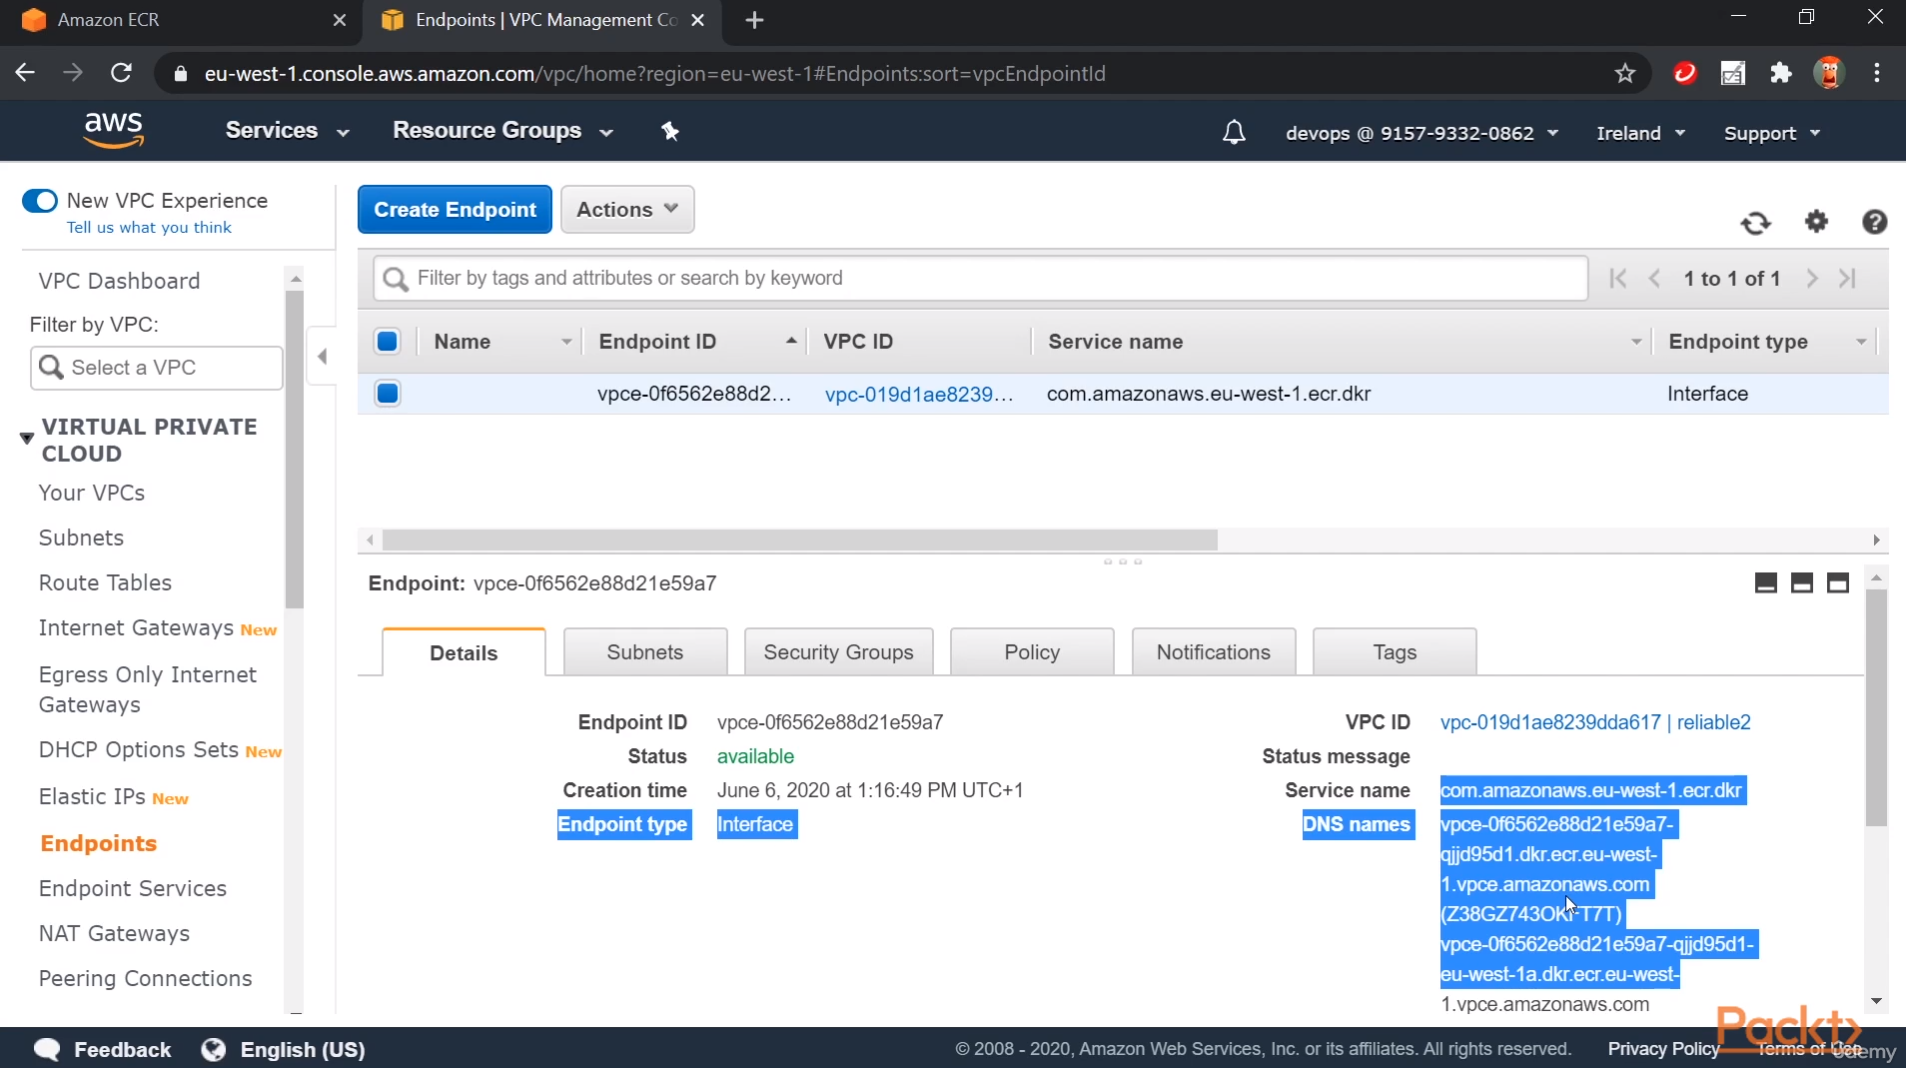 Amazon ECR
Endpoints | VPC Management Co
eu-west-1.console.aws.amazon.com/vpc/home?region=eu-west-1#Endpoints:sort=vpcEndpointId
aws
Services
Resource Groups
devops @ 9157-9332-0862
Ireland
Support
New VPC Experience
Tell us what you think
VPC Dashboard
Filter by VPC:
Select a VPC
VIRTUAL PRIVATE
CLOUD
Your VPCs
Subnets
Route Tables
Internet Gateways New
Egress Only Internet
Gateways
DHCP Options Sets New
Elastic IPs New
Endpoints
Endpoint Services
NAT Gateways
Peering Connections
Create Endpoint
Actions
Filter by tags and attributes or search by keyword
1 to 1 of 1
Name
Endpoint ID
VPC ID
Service name
Endpoint type
vpce-0f6562e88d2...
vpc-019d1ae8239...
com.amazonaws.eu-west-1.ecr.dkr
Interface
Endpoint: vpce-0f6562e88d21e59a7
Details
Subnets
Security Groups
Policy
Notifications
Tags
Endpoint ID vpce-0f6562e88d21e59a7
Status available
Creation time June 6, 2020 at 1:16:49 PM UTC+1
Endpoint type Interface
VPC ID vpc-019d1ae8239dda617 | reliable2
Status message
Service name com.amazonaws.eu-west-1.ecr.dkr
DNS names vpce-0f6562e88d21e59a7-
qjjd95d1.dkr.ecr.eu-west-
1.vpce.amazonaws.com
vpce-0f6562e88d21e59a7-qjjd95d1-
eu-west-1a.dkr.ecr.eu-west-
1.vpce.amazonaws.com
Feedback
English (US)
© 2008 - 2020, Amazon Web Services, Inc. or its affiliates. All rights reserved.
Privacy Policy
Terms of Use
Packt
udemy